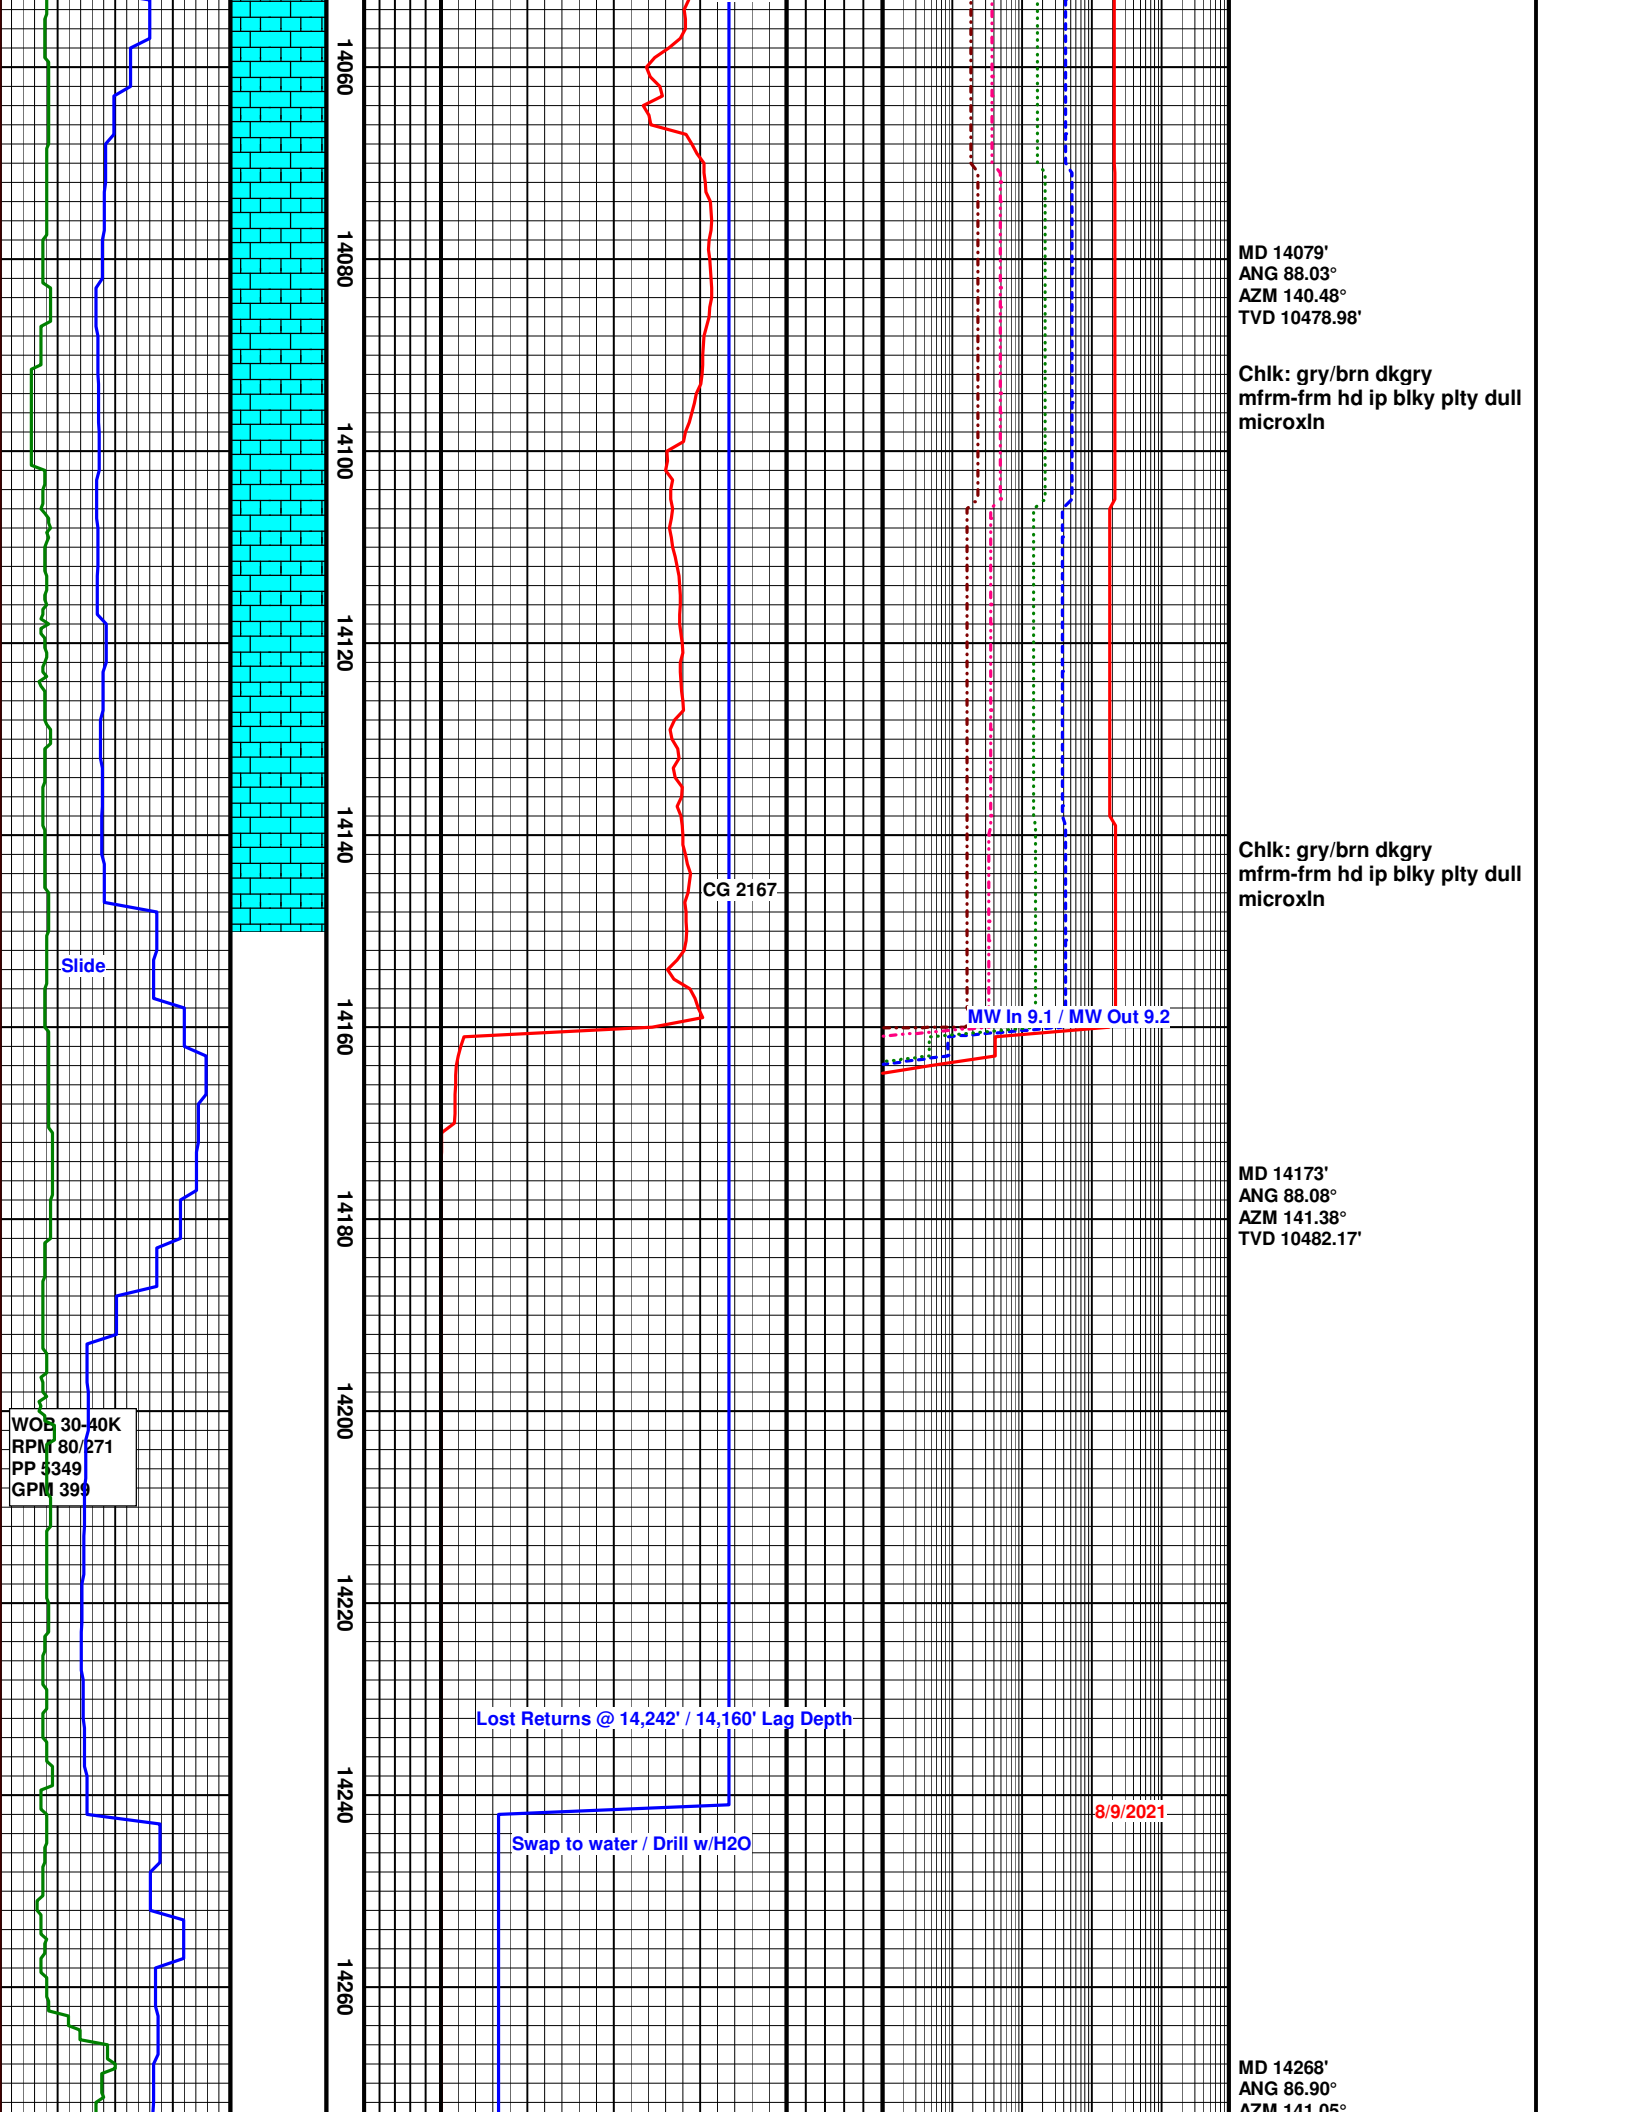 14060
14080
MD 14079'
ANG 88.03°
AZM 140.48°
TVD 10478.98'
Chlk: gry/brn dkgry
mfrm-frm hd ip blky plty dull
microxln
14100
14120
14140
Chlk: gry/brn dkgry
mfrm-frm hd ip blky plty dull
microxln
CG 2167
Slide
MW In 9.1 / MW Out 9.2
14160
MD 14173'
ANG 88.08°
AZM 141.38°
TVD 10482.17'
14180
14200
WOB 30-40K
RPM 80/271
PP 5349
GPM 399
14220
Lost Returns @ 14,242' / 14,160' Lag Depth
14240
8/9/2021
Swap to water / Drill w/H2O
14260
MD 14268'
ANG 86.90°
AZM 141.05°